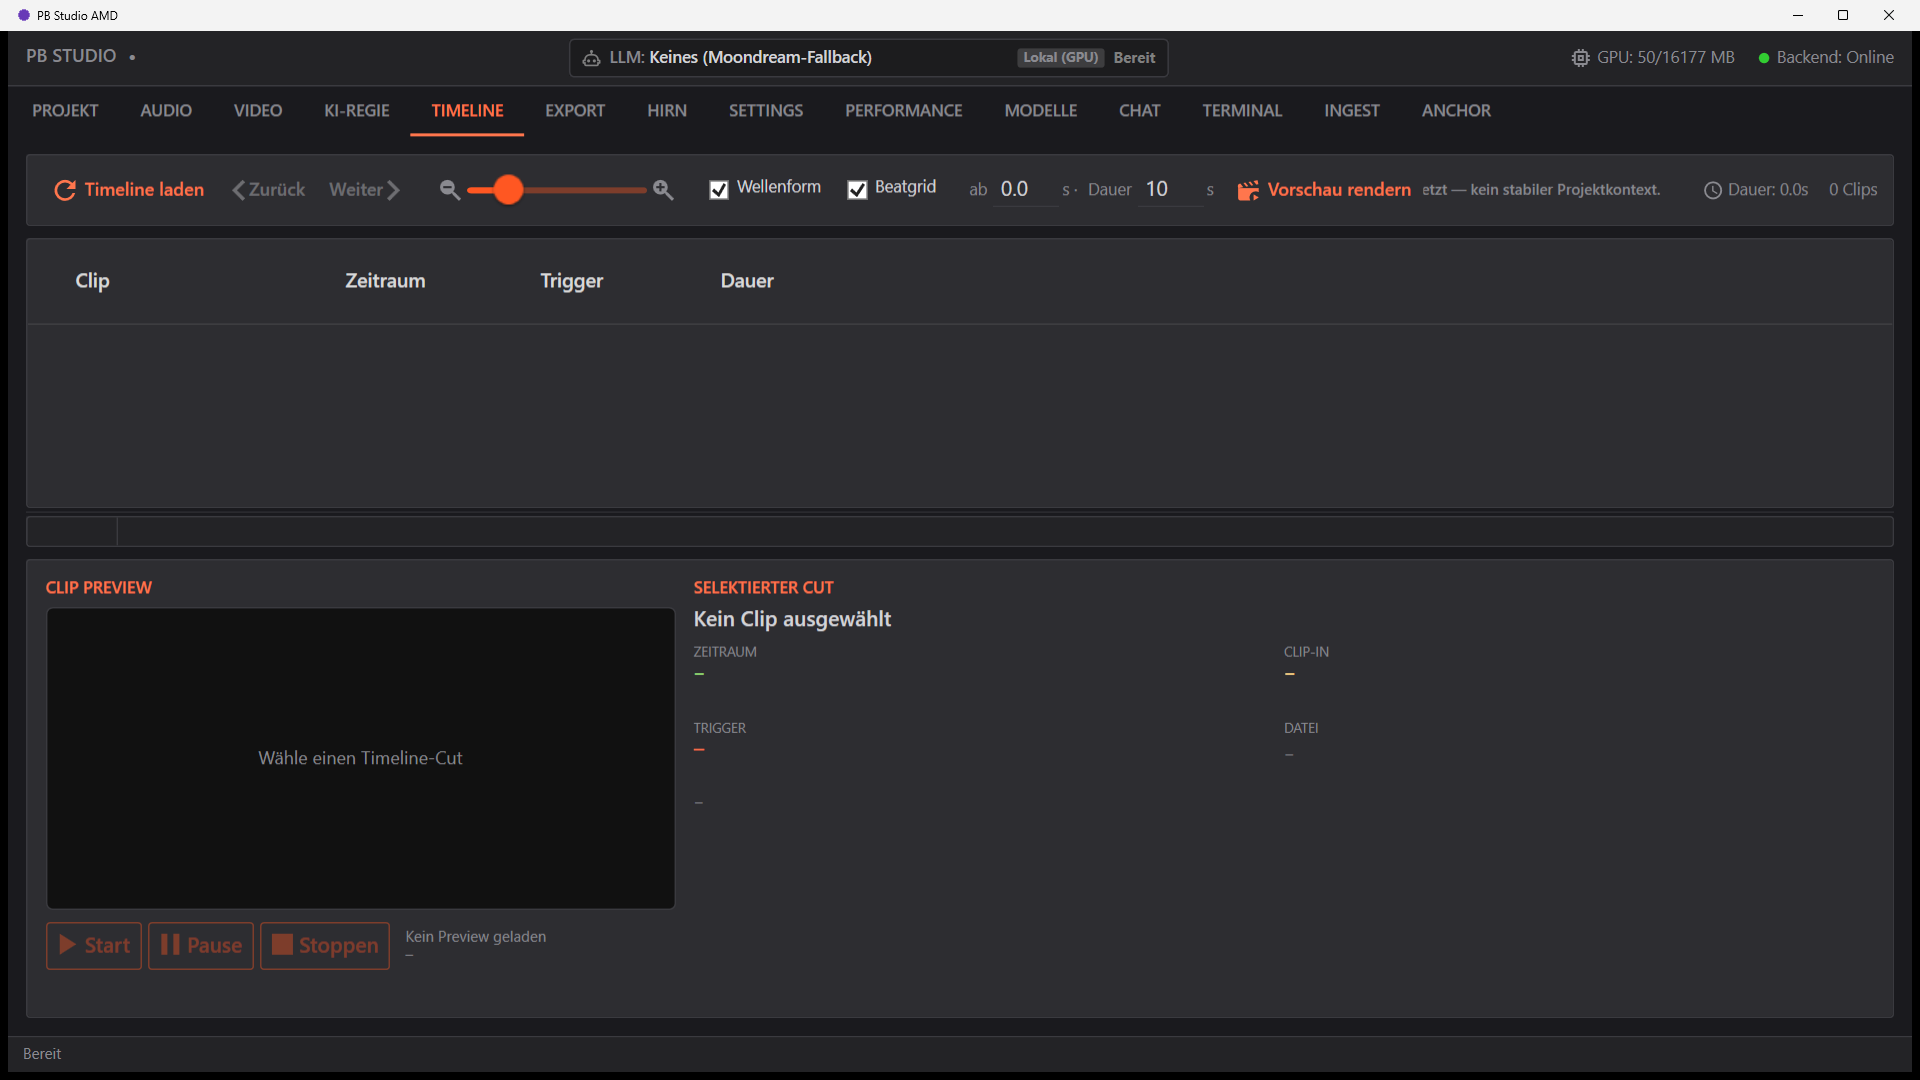 PB Studio AMD
PB STUDIO •
LLM: Keines (Moondream-Fallback) Lokal (GPU) Bereit
GPU: 50/16177 MB Backend: Online
PROJEKT AUDIO VIDEO KI-REGIE TIMELINE EXPORT HIRN SETTINGS PERFORMANCE MODELLE CHAT TERMINAL INGEST ANCHOR
Timeline laden Zurück Weiter Wellenform Beatgrid ab 0.0 s · Dauer 10 s Vorschau rendern etzt — kein stabiler Projektkontext. Dauer: 0.0s 0 Clips
Clip Zeitraum Trigger Dauer
CLIP PREVIEW
Wähle einen Timeline-Cut
Start Pause Stoppen
Kein Preview geladen
–
SELEKTIERTER CUT
Kein Clip ausgewählt
ZEITRAUM CLIP-IN
– –
TRIGGER DATEI
– –
–
Bereit